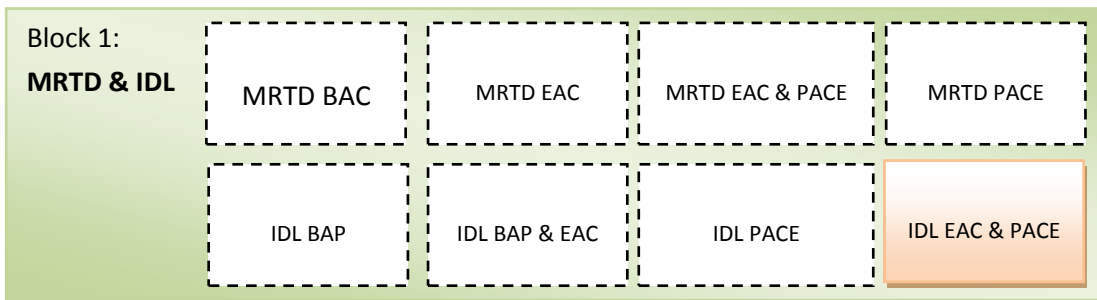 Block 1:
MRTD & IDL
MRTD BAC
MRTD EAC
MRTD EAC & PACE
MRTD PACE
IDL BAP
IDL BAP & EAC
IDL PACE
IDL EAC & PACE